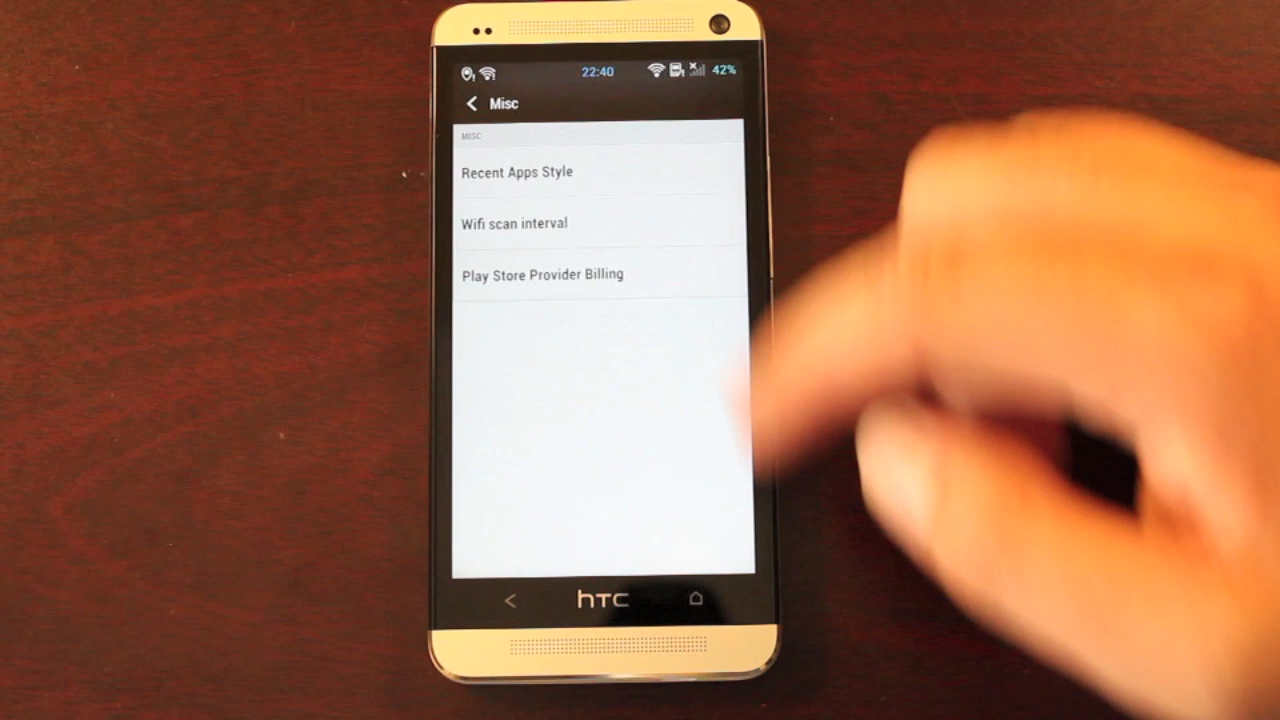 22:40
42%
Misc
MISC
Recent Apps Style
Wifi scan interval
Play Store Provider Billing
hTC